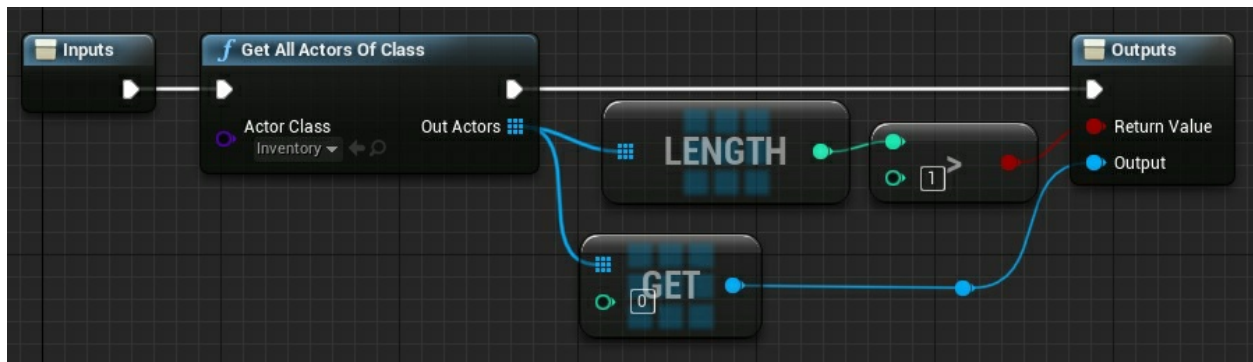 Inputs
f Get All Actors Of Class
Actor Class
Inventory
Out Actors
LENGTH
>
1
GET
0
Outputs
Return Value
Output